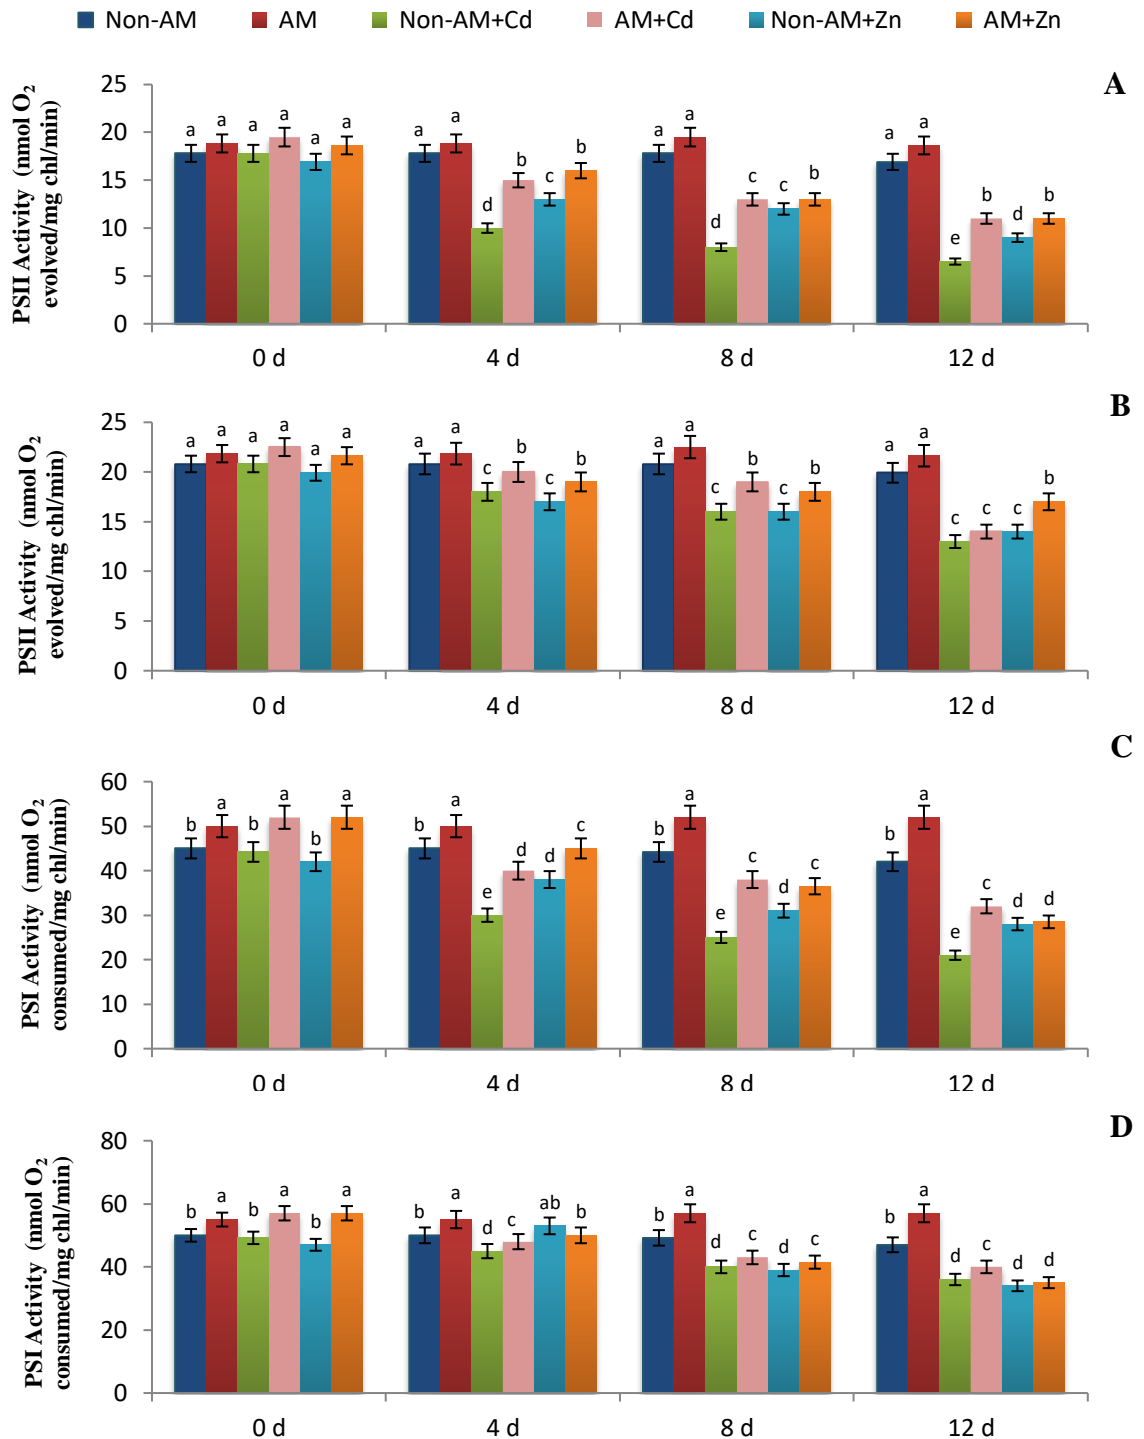 Non-AM AM Non-AM+Cd AM+Cd Non-AM+Zn AM+Zn
A
PSII Activity (nmol O2
evolved/mg chl/min)
25
20
15
10
5
0
a a a a a a
a a d b c b
a a d c c b
a a e b d b
0 d 4 d 8 d 12 d
B
PSII Activity (nmol O2
evolved/mg chl/min)
25
20
15
10
5
0
a a a a a a
a a c b c b
a a c b c b
a a c c c b
0 d 4 d 8 d 12 d
C
PSI Activity (nmol O2
consumed/mg chl/min)
60
50
40
30
20
10
0
b a b a b a
b a e d d c
b a e c d c
b a e c d d
0 d 4 d 8 d 12 d
D
PSI Activity (nmol O2
consumed/mg chl/min)
80
60
40
20
0
b a b a b a
b a d c ab b
b a d c d c
b a d c d d
0 d 4 d 8 d 12 d